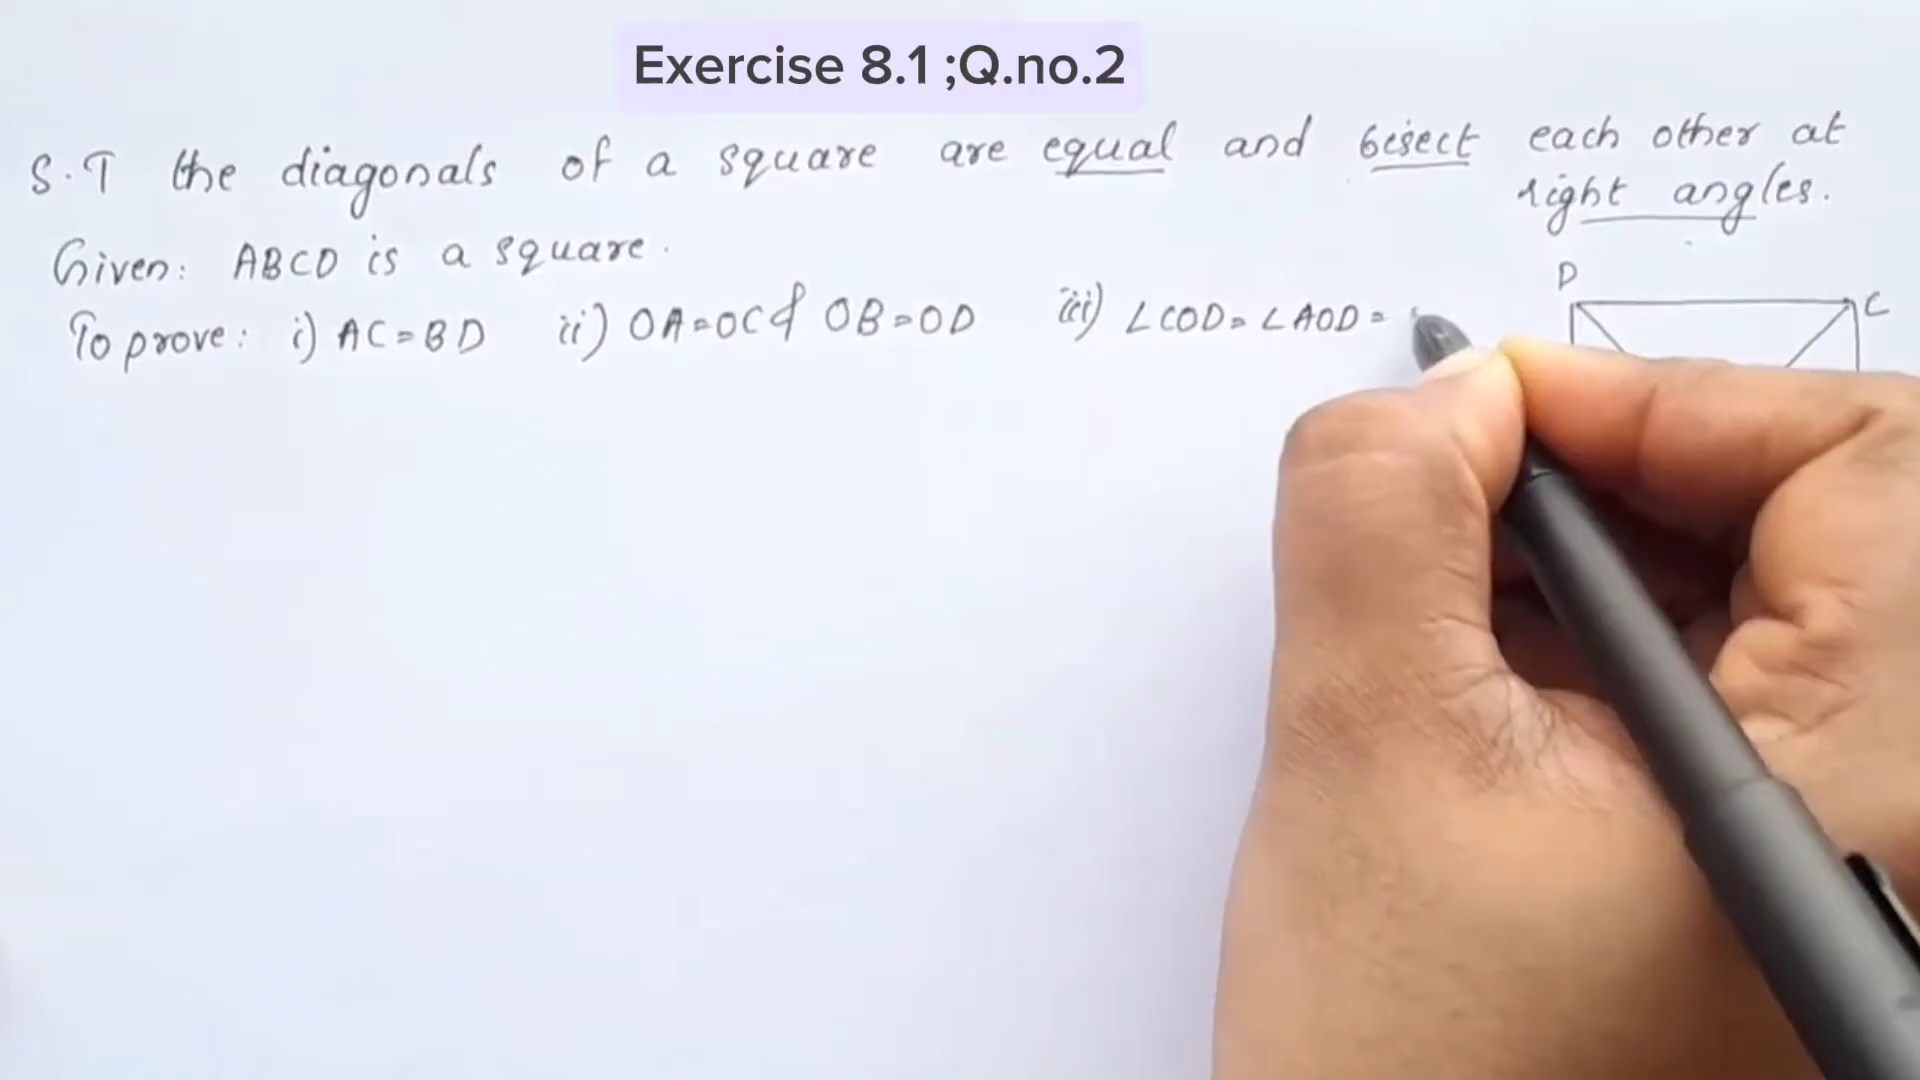 Exercise 8.1 ;Q.no.2
S.T the diagonals of a square are equal and bisect each other at
right angles.
Given: ABCD is a square.
To prove: i) AC=BD ii) OA=OC & OB=OD iii) ∠COD=∠AOD=
D
C